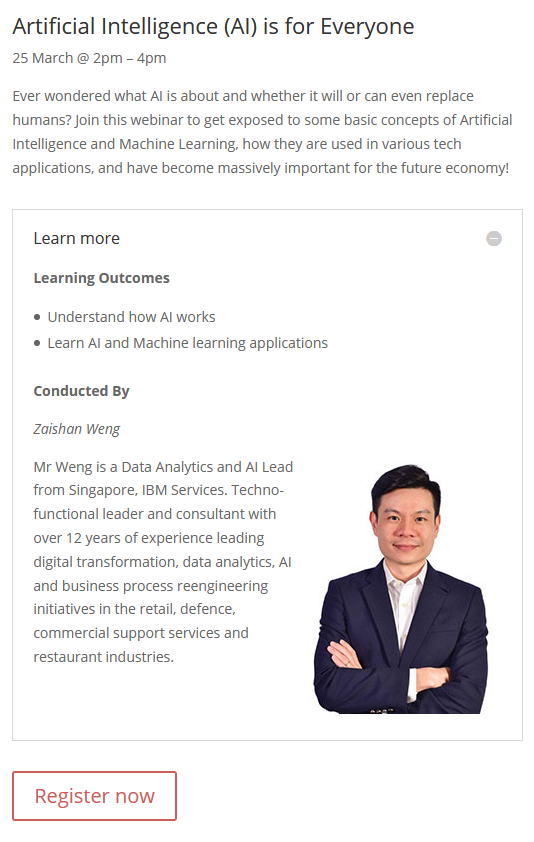 Artificial Intelligence (AI) is for Everyone
25 March @ 2pm – 4pm
Ever wondered what AI is about and whether it will or can even replace
humans? Join this webinar to get exposed to some basic concepts of Artificial
Intelligence and Machine Learning, how they are used in various tech
applications, and have become massively important for the future economy!
Learn more
Learning Outcomes
• Understand how AI works
• Learn AI and Machine learning applications
Conducted By
Zaishan Weng
Mr Weng is a Data Analytics and AI Lead
from Singapore, IBM Services. Techno-
functional leader and consultant with
over 12 years of experience leading
digital transformation, data analytics, AI
and business process reengineering
initiatives in the retail, defence,
commercial support services and
restaurant industries.
Register now